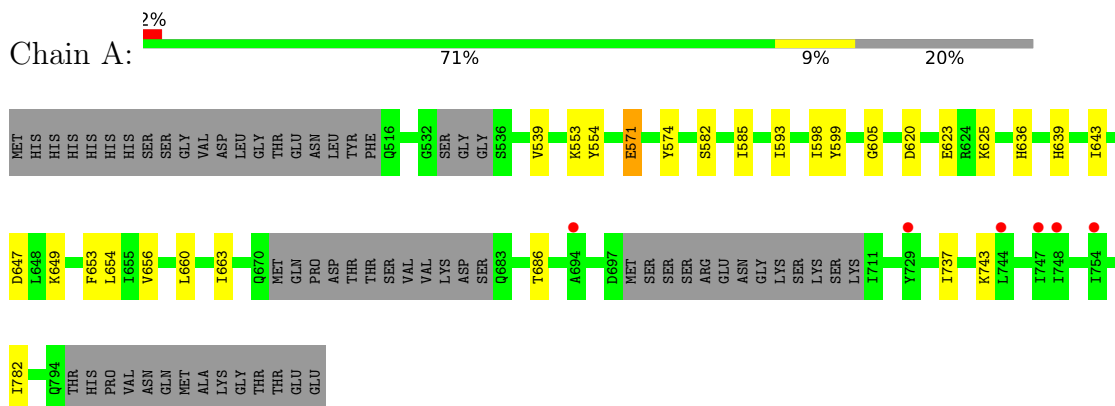 2%
Chain A:
71% 9% 20%
MET HIS HIS HIS HIS HIS HIS SER SER GLY VAL ASP LEU GLY THR GLU ASN LEU TYR PHE Q516 G532 SER GLY GLY S536 V539 K553 Y554 E571 Y574 S582 I585 I593 I598 Y599 G605 D620 E623 R624 K625 H636 H639 I643
D647 L648 K649 F653 L654 I655 V656 L660 I663 Q670 MET GLN PRO ASP THR THR SER VAL VAL LYS ASP SER Q683 T686 A694 D697 MET SER SER SER ARG GLU ASN GLY LYS SER LYS SER LYS I711 Y729 I737 K743 L744 I747 I748 I754
I782 Q794 THR HIS PRO VAL ASN GLN MET ALA LYS GLY THR THR GLU GLU